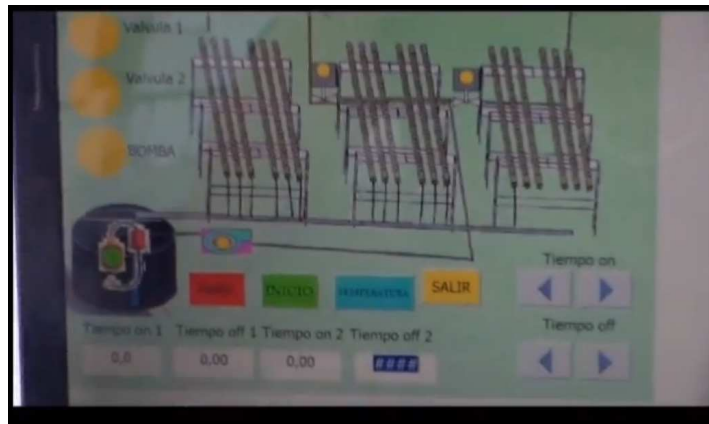 Valvula 1
Valvula 2
BOMBA
INICIO
TEMPERATURA
SALIR
Tiempo on
Tiempo off
Tiempo on 1 Tiempo off 1 Tiempo on 2 Tiempo off 2
0,0 0,00 0,00 ####